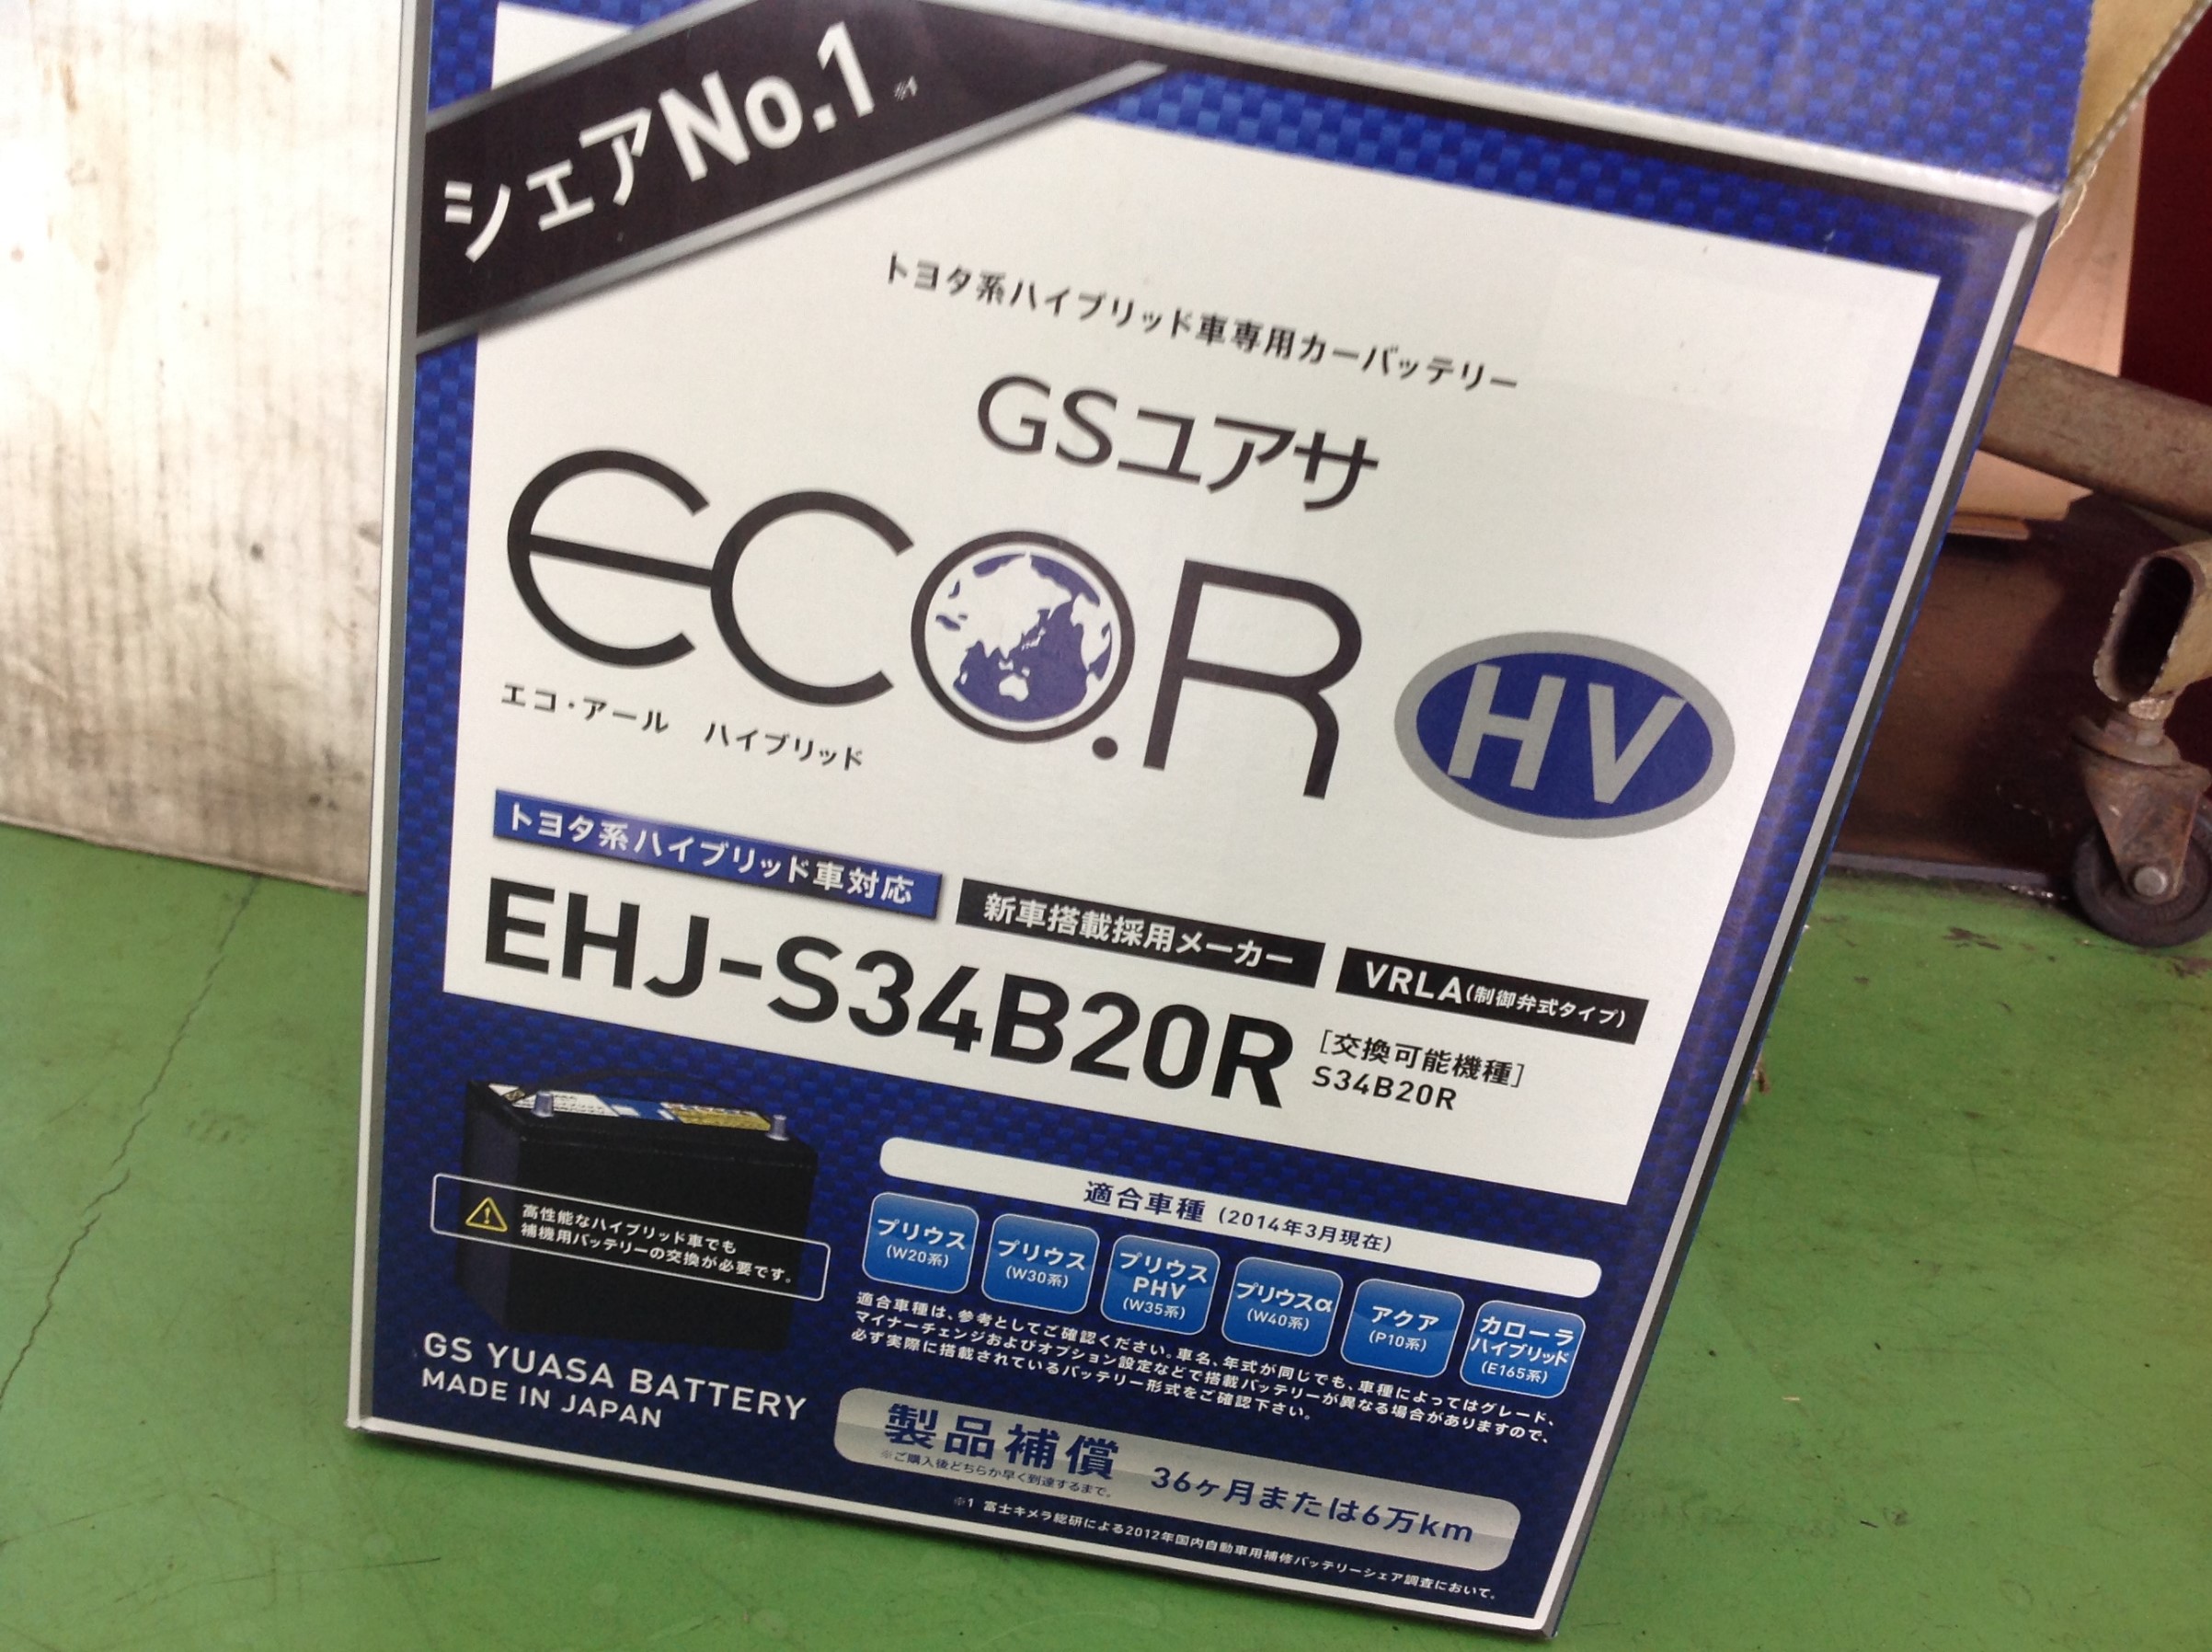 シェアNo.1 ※1
トヨタ系ハイブリッド車専用カーバッテリー
GSユアサ
eco.R HV
エコ・アール ハイブリッド
トヨタ系ハイブリッド車対応
新車搭載採用メーカー
VRLA(制御弁式タイプ)
EHJ-S34B20R
[交換可能機種]
S34B20R
高性能なハイブリッド車でも
補機用バッテリーの交換が必要です。
GS YUASA BATTERY
MADE IN JAPAN
適合車種 (2014年3月現在)
プリウス
(W20系)
プリウス
(W30系)
プリウス
PHV
(W35系)
プリウスα
(W40系)
アクア
(P10系)
カローラ
ハイブリッド
(E165系)
適合車種は、参考としてご確認ください。車名、年式が同じでも、車種によってはグレード、
マイナーチェンジおよびオプション設定などで搭載バッテリーが異なる場合がありますので、
必ず実際に搭載されているバッテリー形式をご確認下さい。
製品補償 36ヶ月または6万km
※ご購入後どちらか早く到達するまで。
※1 富士キメラ総研による2012年国内自動車用補修バッテリーシェア調査において。